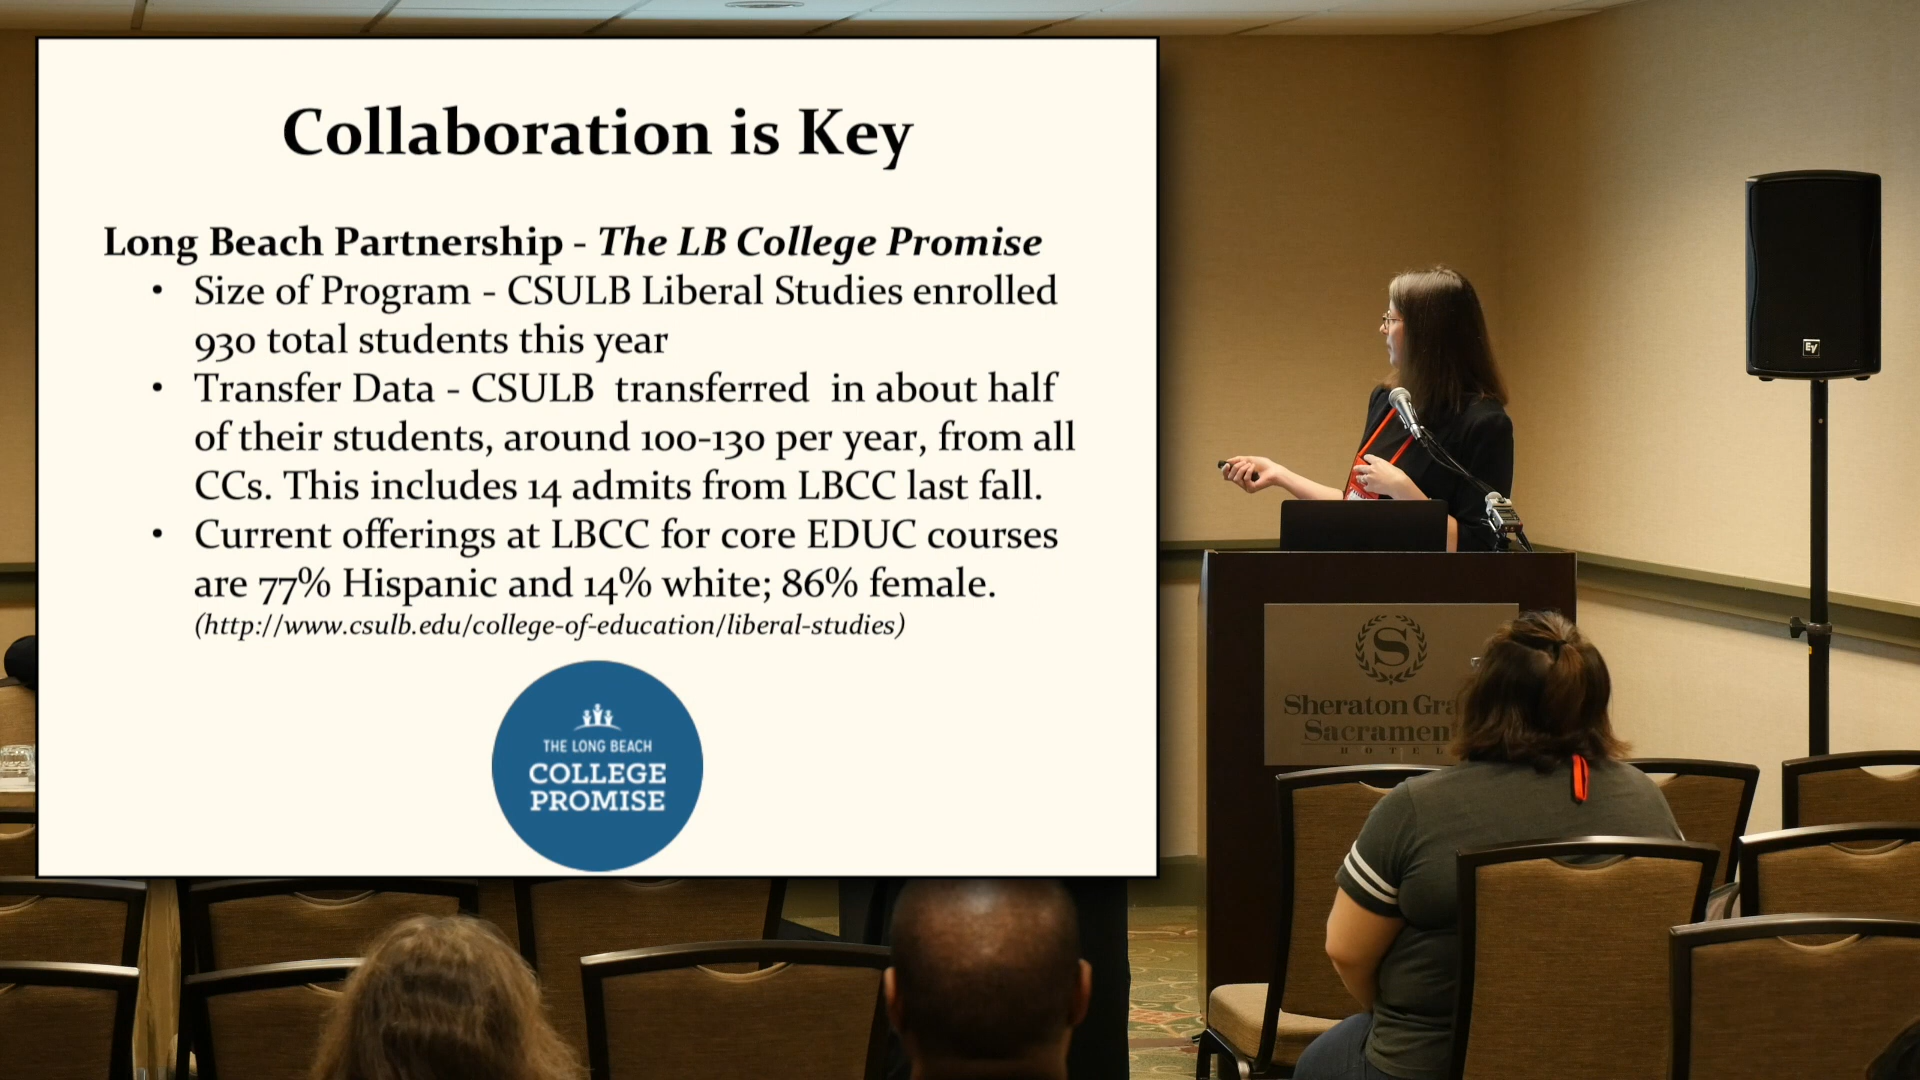 Collaboration is Key
Long Beach Partnership - The LB College Promise
• Size of Program - CSULB Liberal Studies enrolled
930 total students this year
• Transfer Data - CSULB transferred in about half
of their students, around 100-130 per year, from all
CCs. This includes 14 admits from LBCC last fall.
• Current offerings at LBCC for core EDUC courses
are 77% Hispanic and 14% white; 86% female.
(http://www.csulb.edu/college-of-education/liberal-studies)
THE LONG BEACH
COLLEGE
PROMISE
EV
S
Sheraton Gra
Sacramen
HOTEL